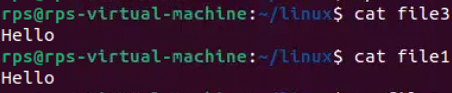 rps@rps-virtual-machine:~/linux$ cat file3
Hello
rps@rps-virtual-machine:~/linux$ cat file1
Hello